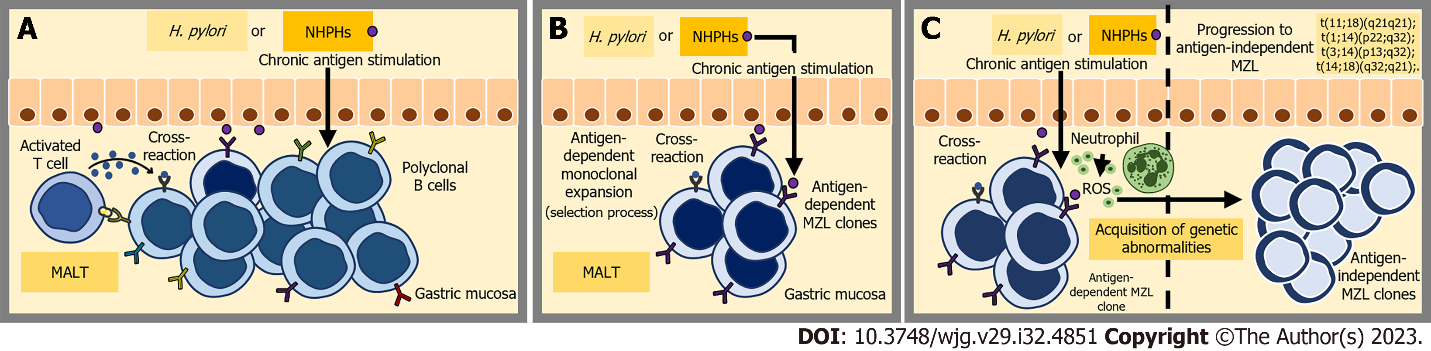 A
H. pylori or NHPHs
Chronic antigen stimulation
Activated
T cell
Cross-
reaction
Polyclonal
B cells
MALT
Gastric mucosa
B
H. pylori or NHPHs
Chronic antigen stimulation
Antigen-
dependent
monoclonal
expansion
(selection process)
Cross-
reaction
Antigen-
dependent
MZL clones
MALT
Gastric mucosa
C
H. pylori or NHPHs
Chronic antigen stimulation
Progression to
antigen-independent
MZL
t(11;18)(q21q21);
t(1;14)(p22;q32);
t(3;14)(p13;q32);
t(14;18)(q32;q21);.
Cross-
reaction
Neutrophil
ROS
Acquisition of genetic
abnormalities
Antigen-
dependent MZL
clone
Antigen-
independent
MZL clones
DOI: 10.3748/wjg.v29.i32.4851 Copyright ©The Author(s) 2023.